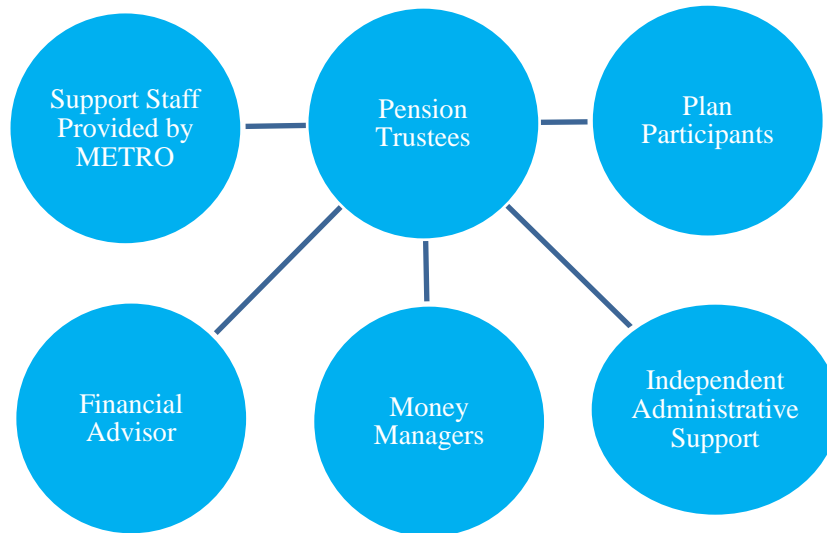 Support Staff
Provided by
METRO
Pension
Trustees
Plan
Participants
Financial
Advisor
Money
Managers
Independent
Administrative
Support